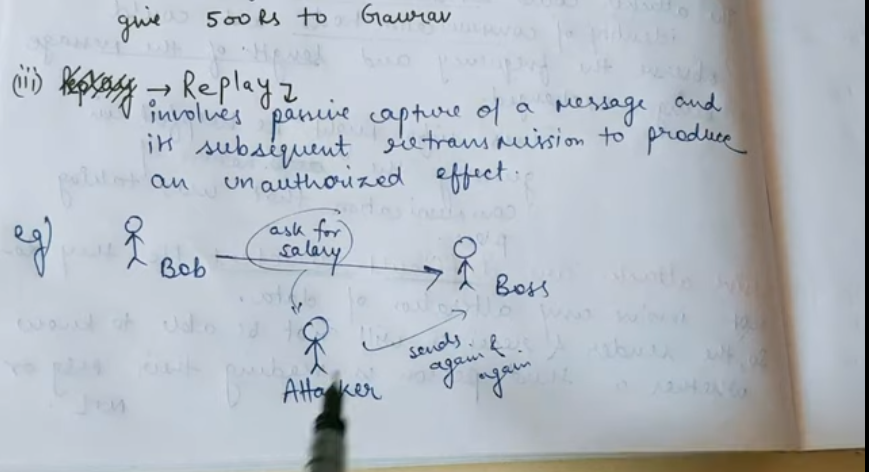 give 500Rs to Gaurav
(iii) → Replay
involves passive capture of a message and
its subsequent retransmission to produce
an unauthorized effect.
eg)
ask for
salary
Bob
Boss
sends
again &
again
Attacker